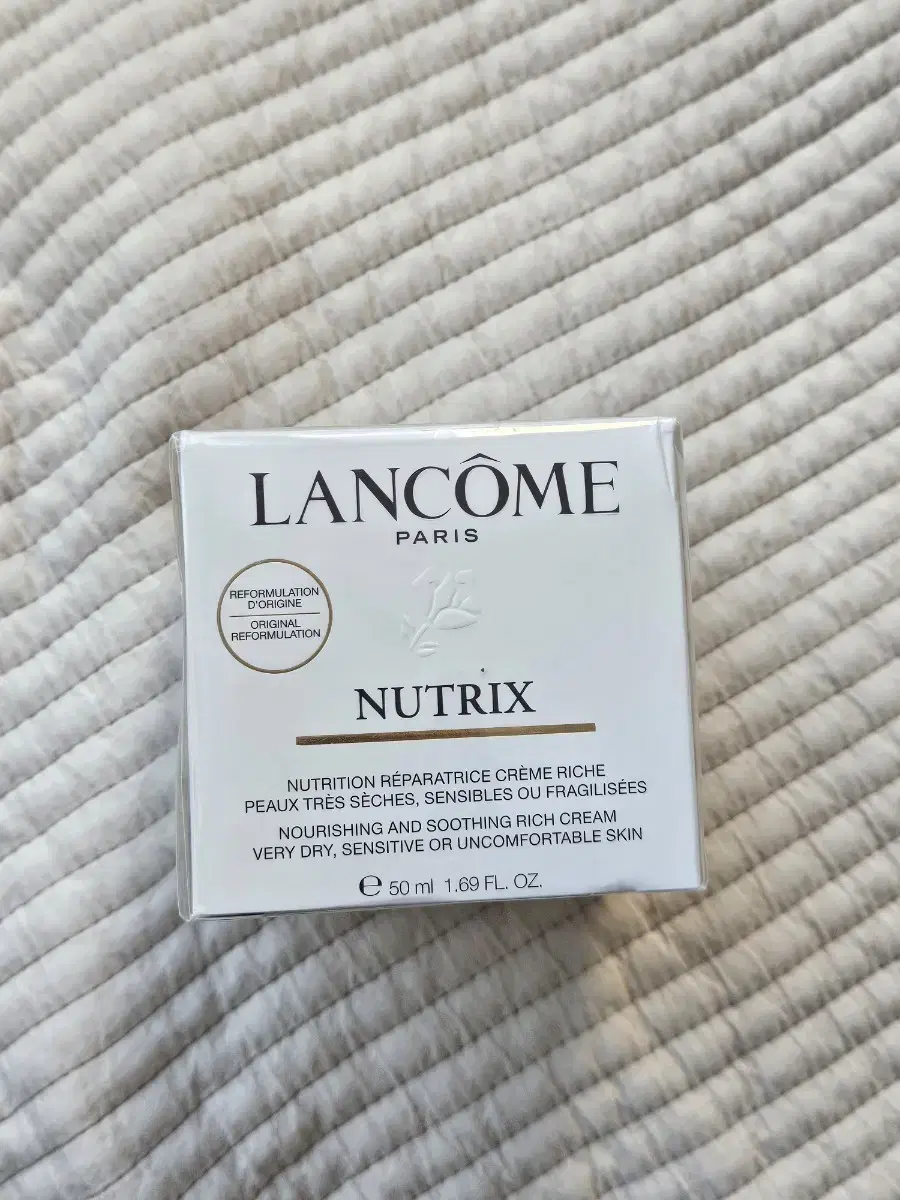 LANCÔME
PARIS
REFORMULATION
D'ORIGINE
ORIGINAL
REFORMULATION
NUTRIX
NUTRITION RÉPARATRICE CRÈME RICHE
PEAUX TRÈS SÈCHES, SENSIBLES OU FRAGILISÉES
NOURISHING AND SOOTHING RICH CREAM
VERY DRY, SENSITIVE OR UNCOMFORTABLE SKIN
℮ 50 ml 1.69 FL. OZ.